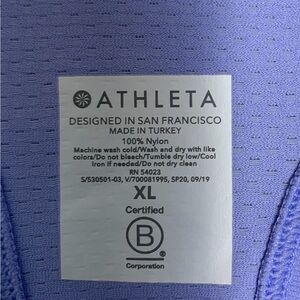 ATHLETA
DESIGNED IN SAN FRANCISCO
MADE IN TURKEY
100% Nylon
Machine wash cold/Wash and dry with like
colors/Do not bleach/Tumble dry low/Cool
iron if needed/Do not dry clean
RN 54023
S/530501-03, V/700081995, SP20, 09/19
XL
Certified
B
Corporation